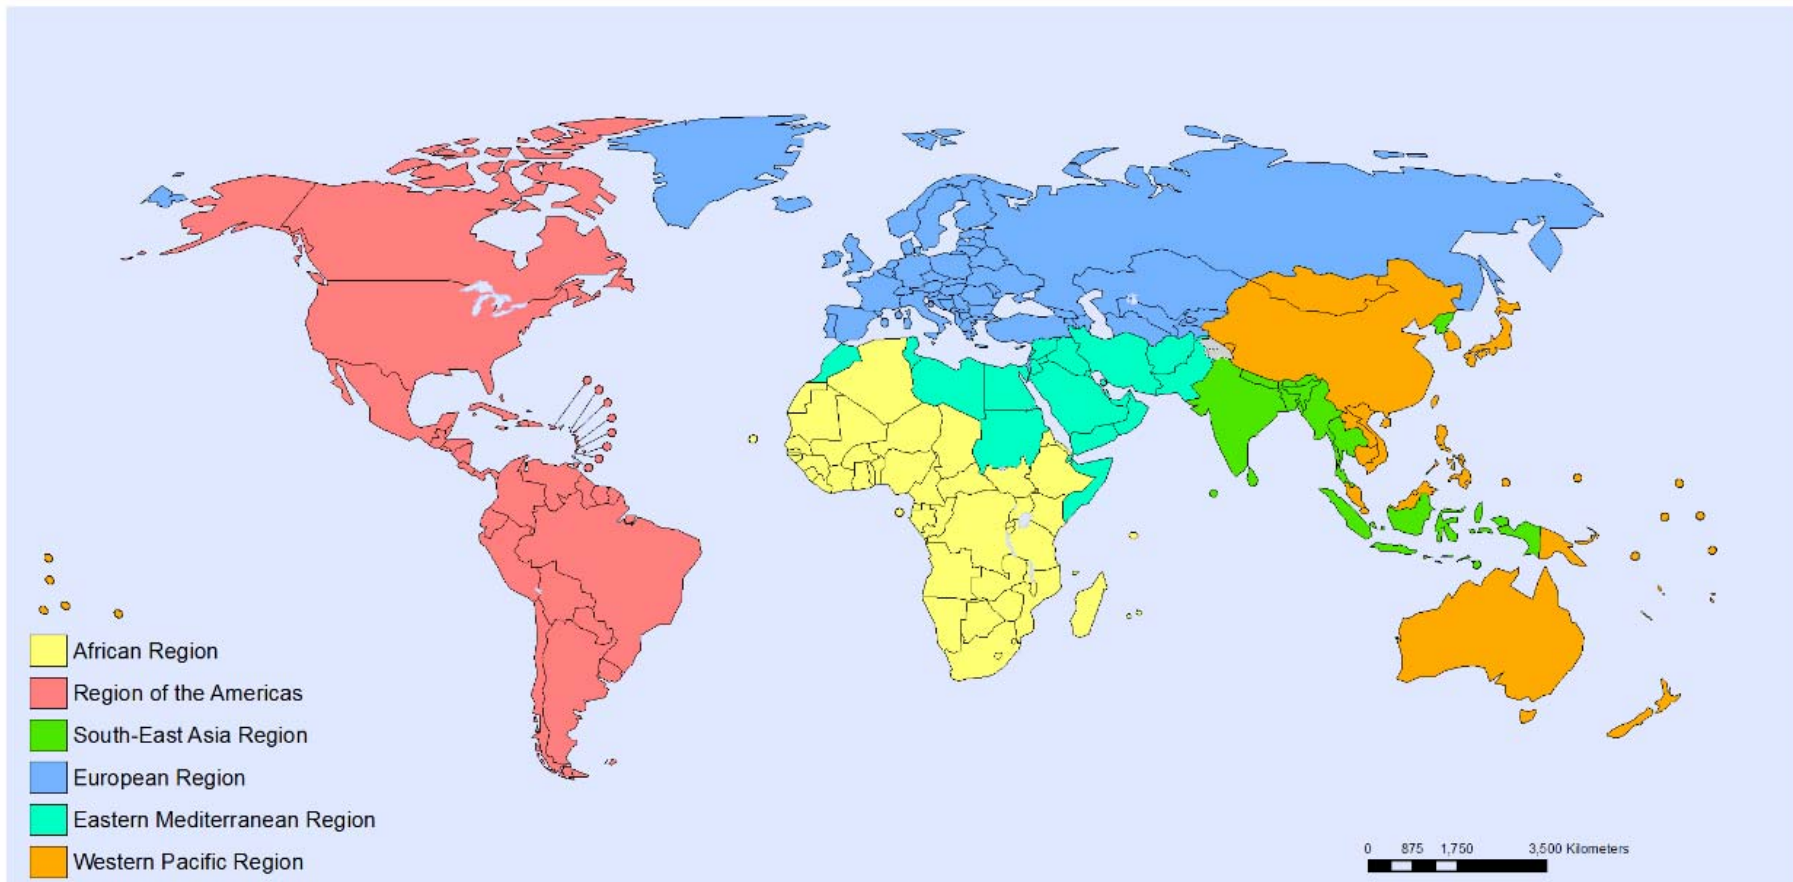 African Region
Region of the Americas
South-East Asia Region
European Region
Eastern Mediterranean Region
Western Pacific Region
0 875 1,750 3,500 Kilometers